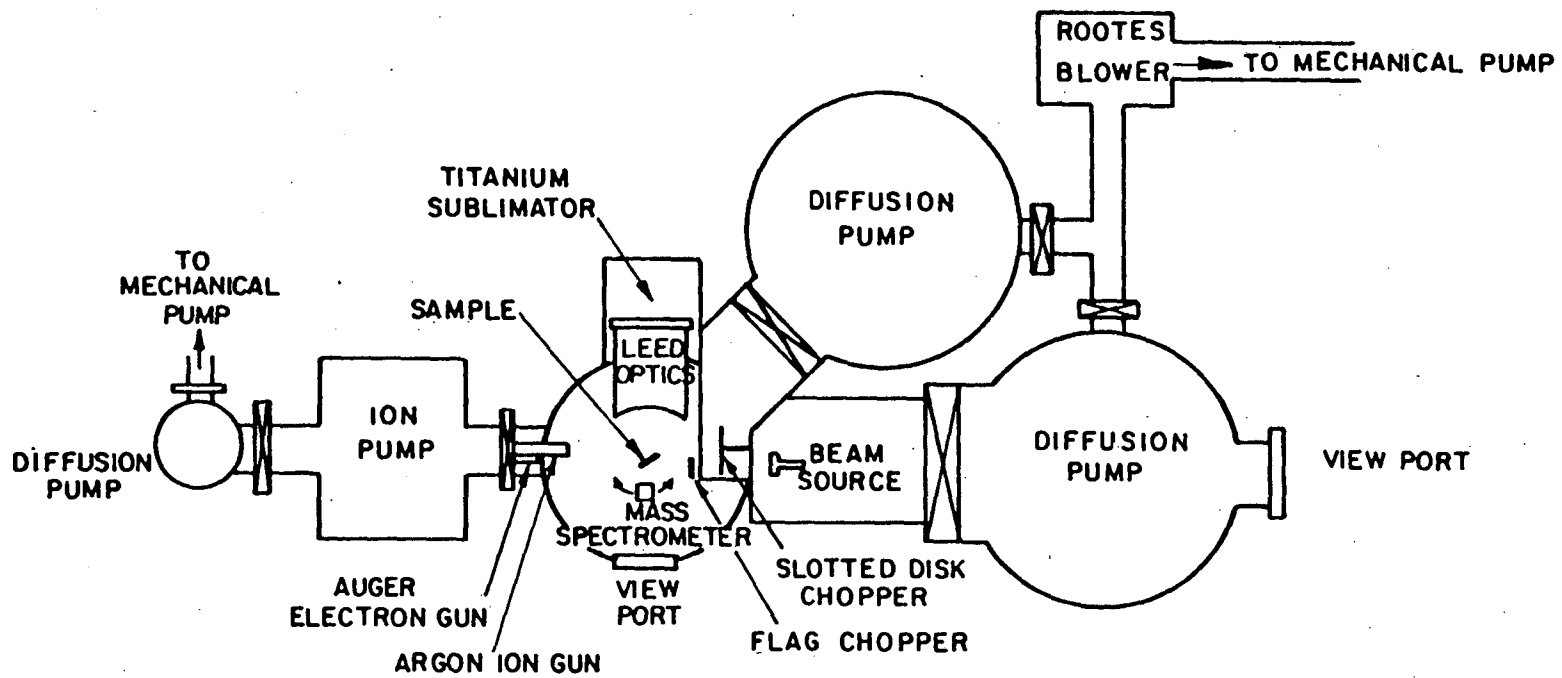 ROOTES
BLOWER
TO MECHANICAL PUMP
TITANIUM
SUBLIMATOR
DIFFUSION
PUMP
TO
MECHANICAL
PUMP
SAMPLE
LEED
OPTICS
ION
PUMP
DIFFUSION
PUMP
BEAM
SOURCE
DIFFUSION
PUMP
VIEW PORT
MASS
SPECTROMETER
AUGER
ELECTRON GUN
VIEW
PORT
SLOTTED DISK
CHOPPER
FLAG CHOPPER
ARGON ION GUN